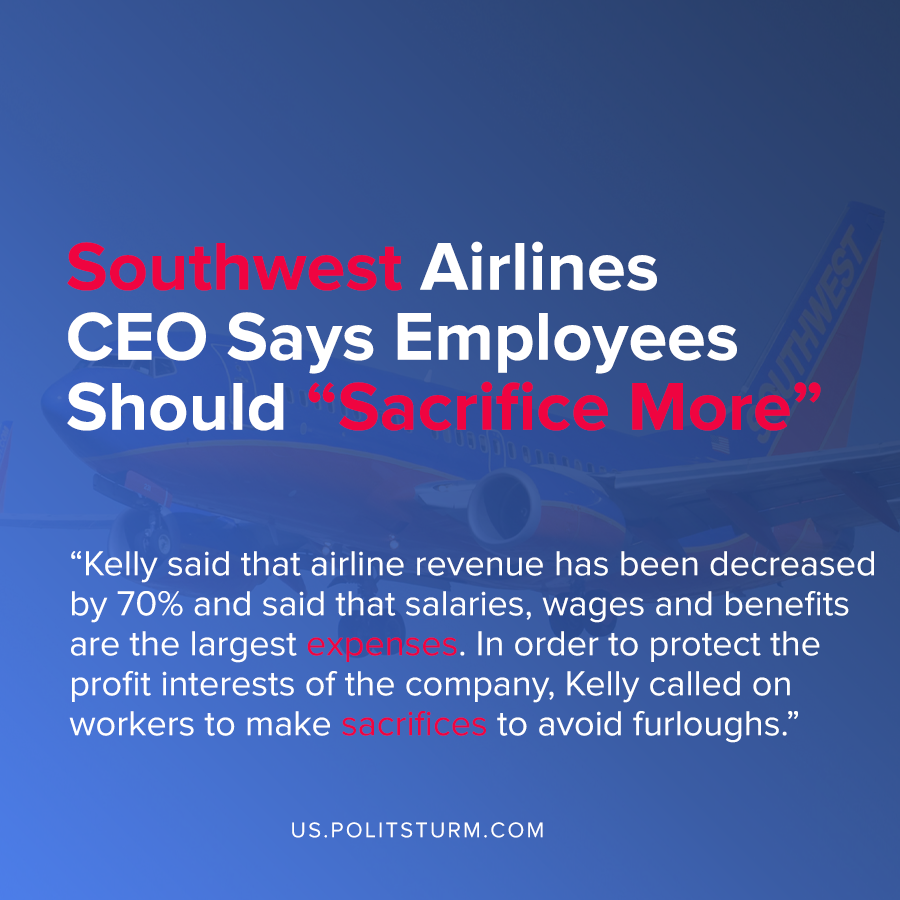 Southwest Airlines
CEO Says Employees
Should “Sacrifice More”
SOUTHWEST
“Kelly said that airline revenue has been decreased
by 70% and said that salaries, wages and benefits
are the largest expenses. In order to protect the
profit interests of the company, Kelly called on
workers to make sacrifices to avoid furloughs.”
US.POLITSTURM.COM